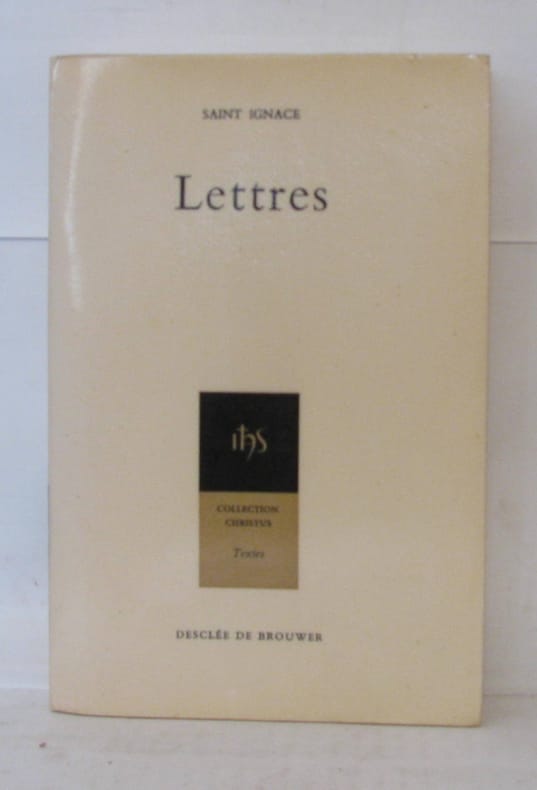 SAINT IGNACE
Lettres
ihs
COLLECTION
CHRISTUS
Textes
DESCLÉE DE BROUWER